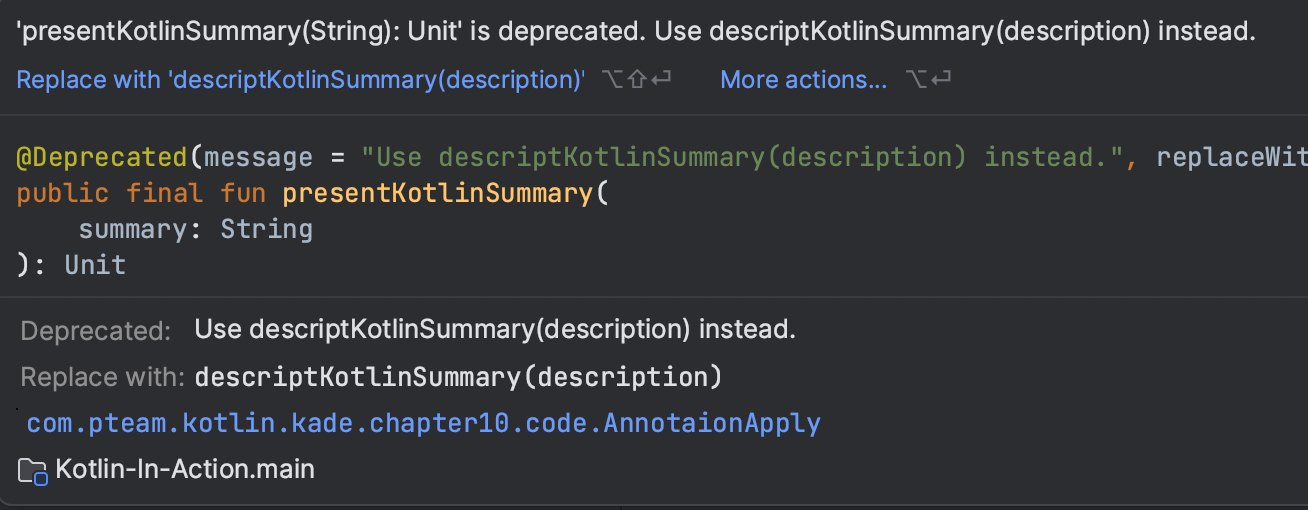 'presentKotlinSummary(String): Unit' is deprecated. Use descriptKotlinSummary(description) instead.
Replace with 'descriptKotlinSummary(description)' ⌥⇧⏎ More actions... ⌥⏎
@Deprecated(message = "Use descriptKotlinSummary(description) instead.", replaceWit
public final fun presentKotlinSummary(
    summary: String
): Unit
Deprecated: Use descriptKotlinSummary(description) instead.
Replace with: descriptKotlinSummary(description)
com.pteam.kotlin.kade.chapter10.code.AnnotaionApply
Kotlin-In-Action.main